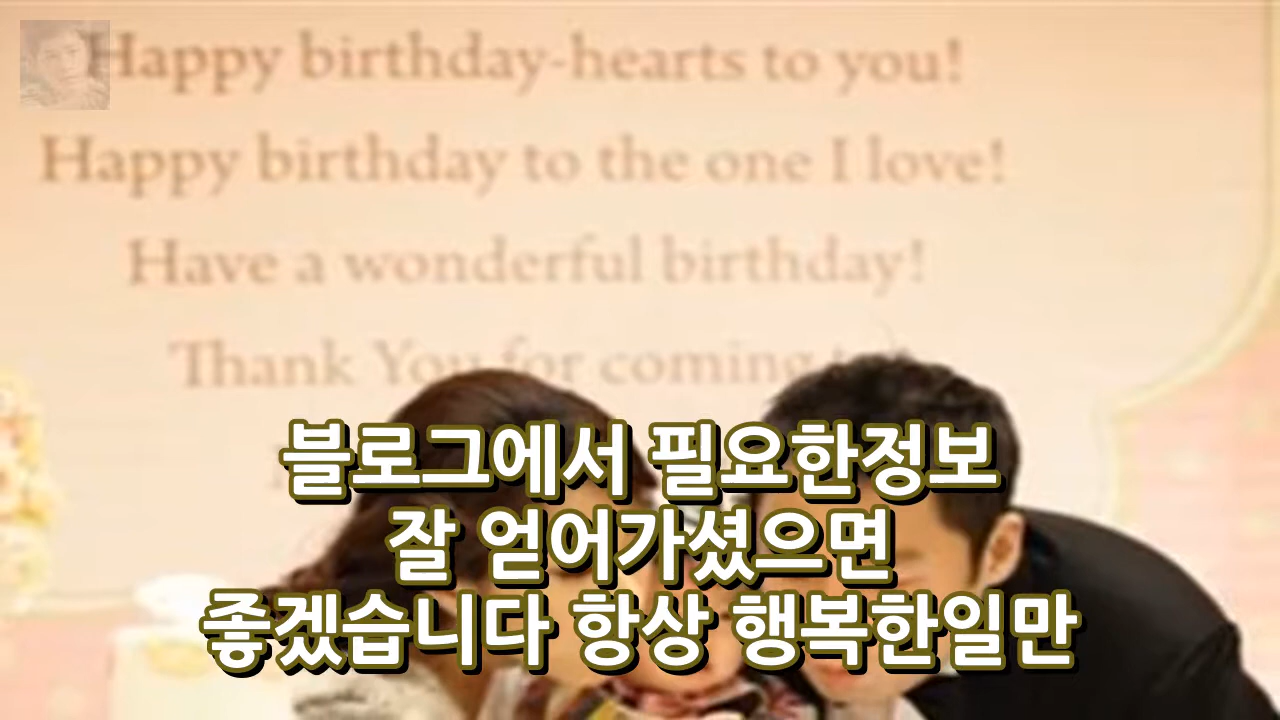 Happy birthday-hearts to you!
Happy birthday to the one I love!
Have a wonderful birthday!
Thank You for coming
블로그에서 필요한정보
잘 얻어가셨으면
좋겠습니다 항상 행복한일만